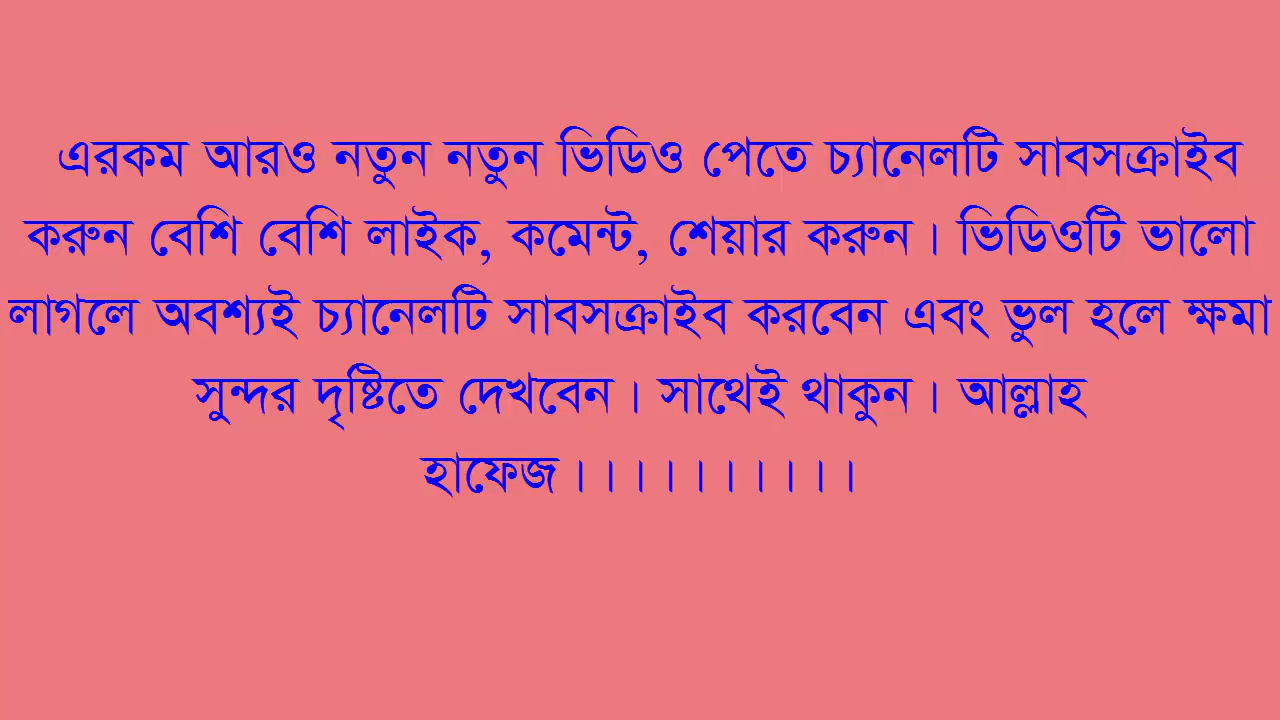 এরকম আরও নতুন নতুন ভিডিও পেতে চ্যানেলটি সাবসক্রাইব
করুন বেশি বেশি লাইক, কমেন্ট, শেয়ার করুন। ভিডিওটি ভালো
লাগলে অবশ্যই চ্যানেলটি সাবসক্রাইব করবেন এবং ভুল হলে ক্ষমা
সুন্দর দৃষ্টিতে দেখবেন। সাথেই থাকুন। আল্লাহ
হাফেজ।।।।।।।।।।